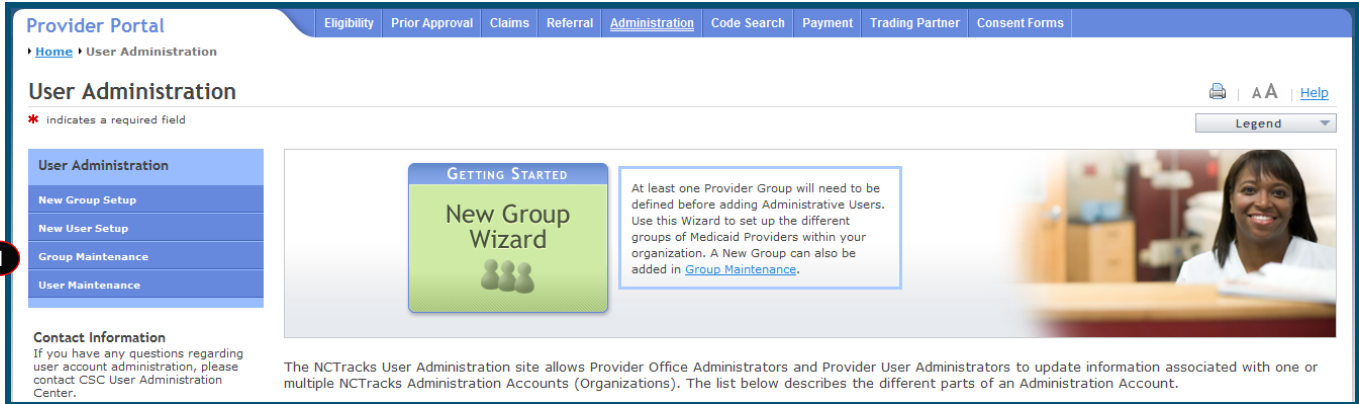 Provider Portal
Eligibility Prior Approval Claims Referral Administration Code Search Payment Trading Partner Consent Forms
Home User Administration
User Administration
A A Help
* indicates a required field
Legend
User Administration
New Group Setup
New User Setup
Group Maintenance
User Maintenance
Contact Information
If you have any questions regarding
user account administration, please
contact CSC User Administration
Center.
GETTING STARTED
New Group
Wizard
At least one Provider Group will need to
be defined before adding Administrative Users.
Use this Wizard to set up the different
groups of Medicaid Providers within your
organization. A New Group can also be
added in Group Maintenance.
The NCTracks User Administration site allows Provider Office Administrators and Provider User Administrators to update information associated with one or
multiple NCTracks Administration Accounts (Organizations). The list below describes the different parts of an Administration Account.